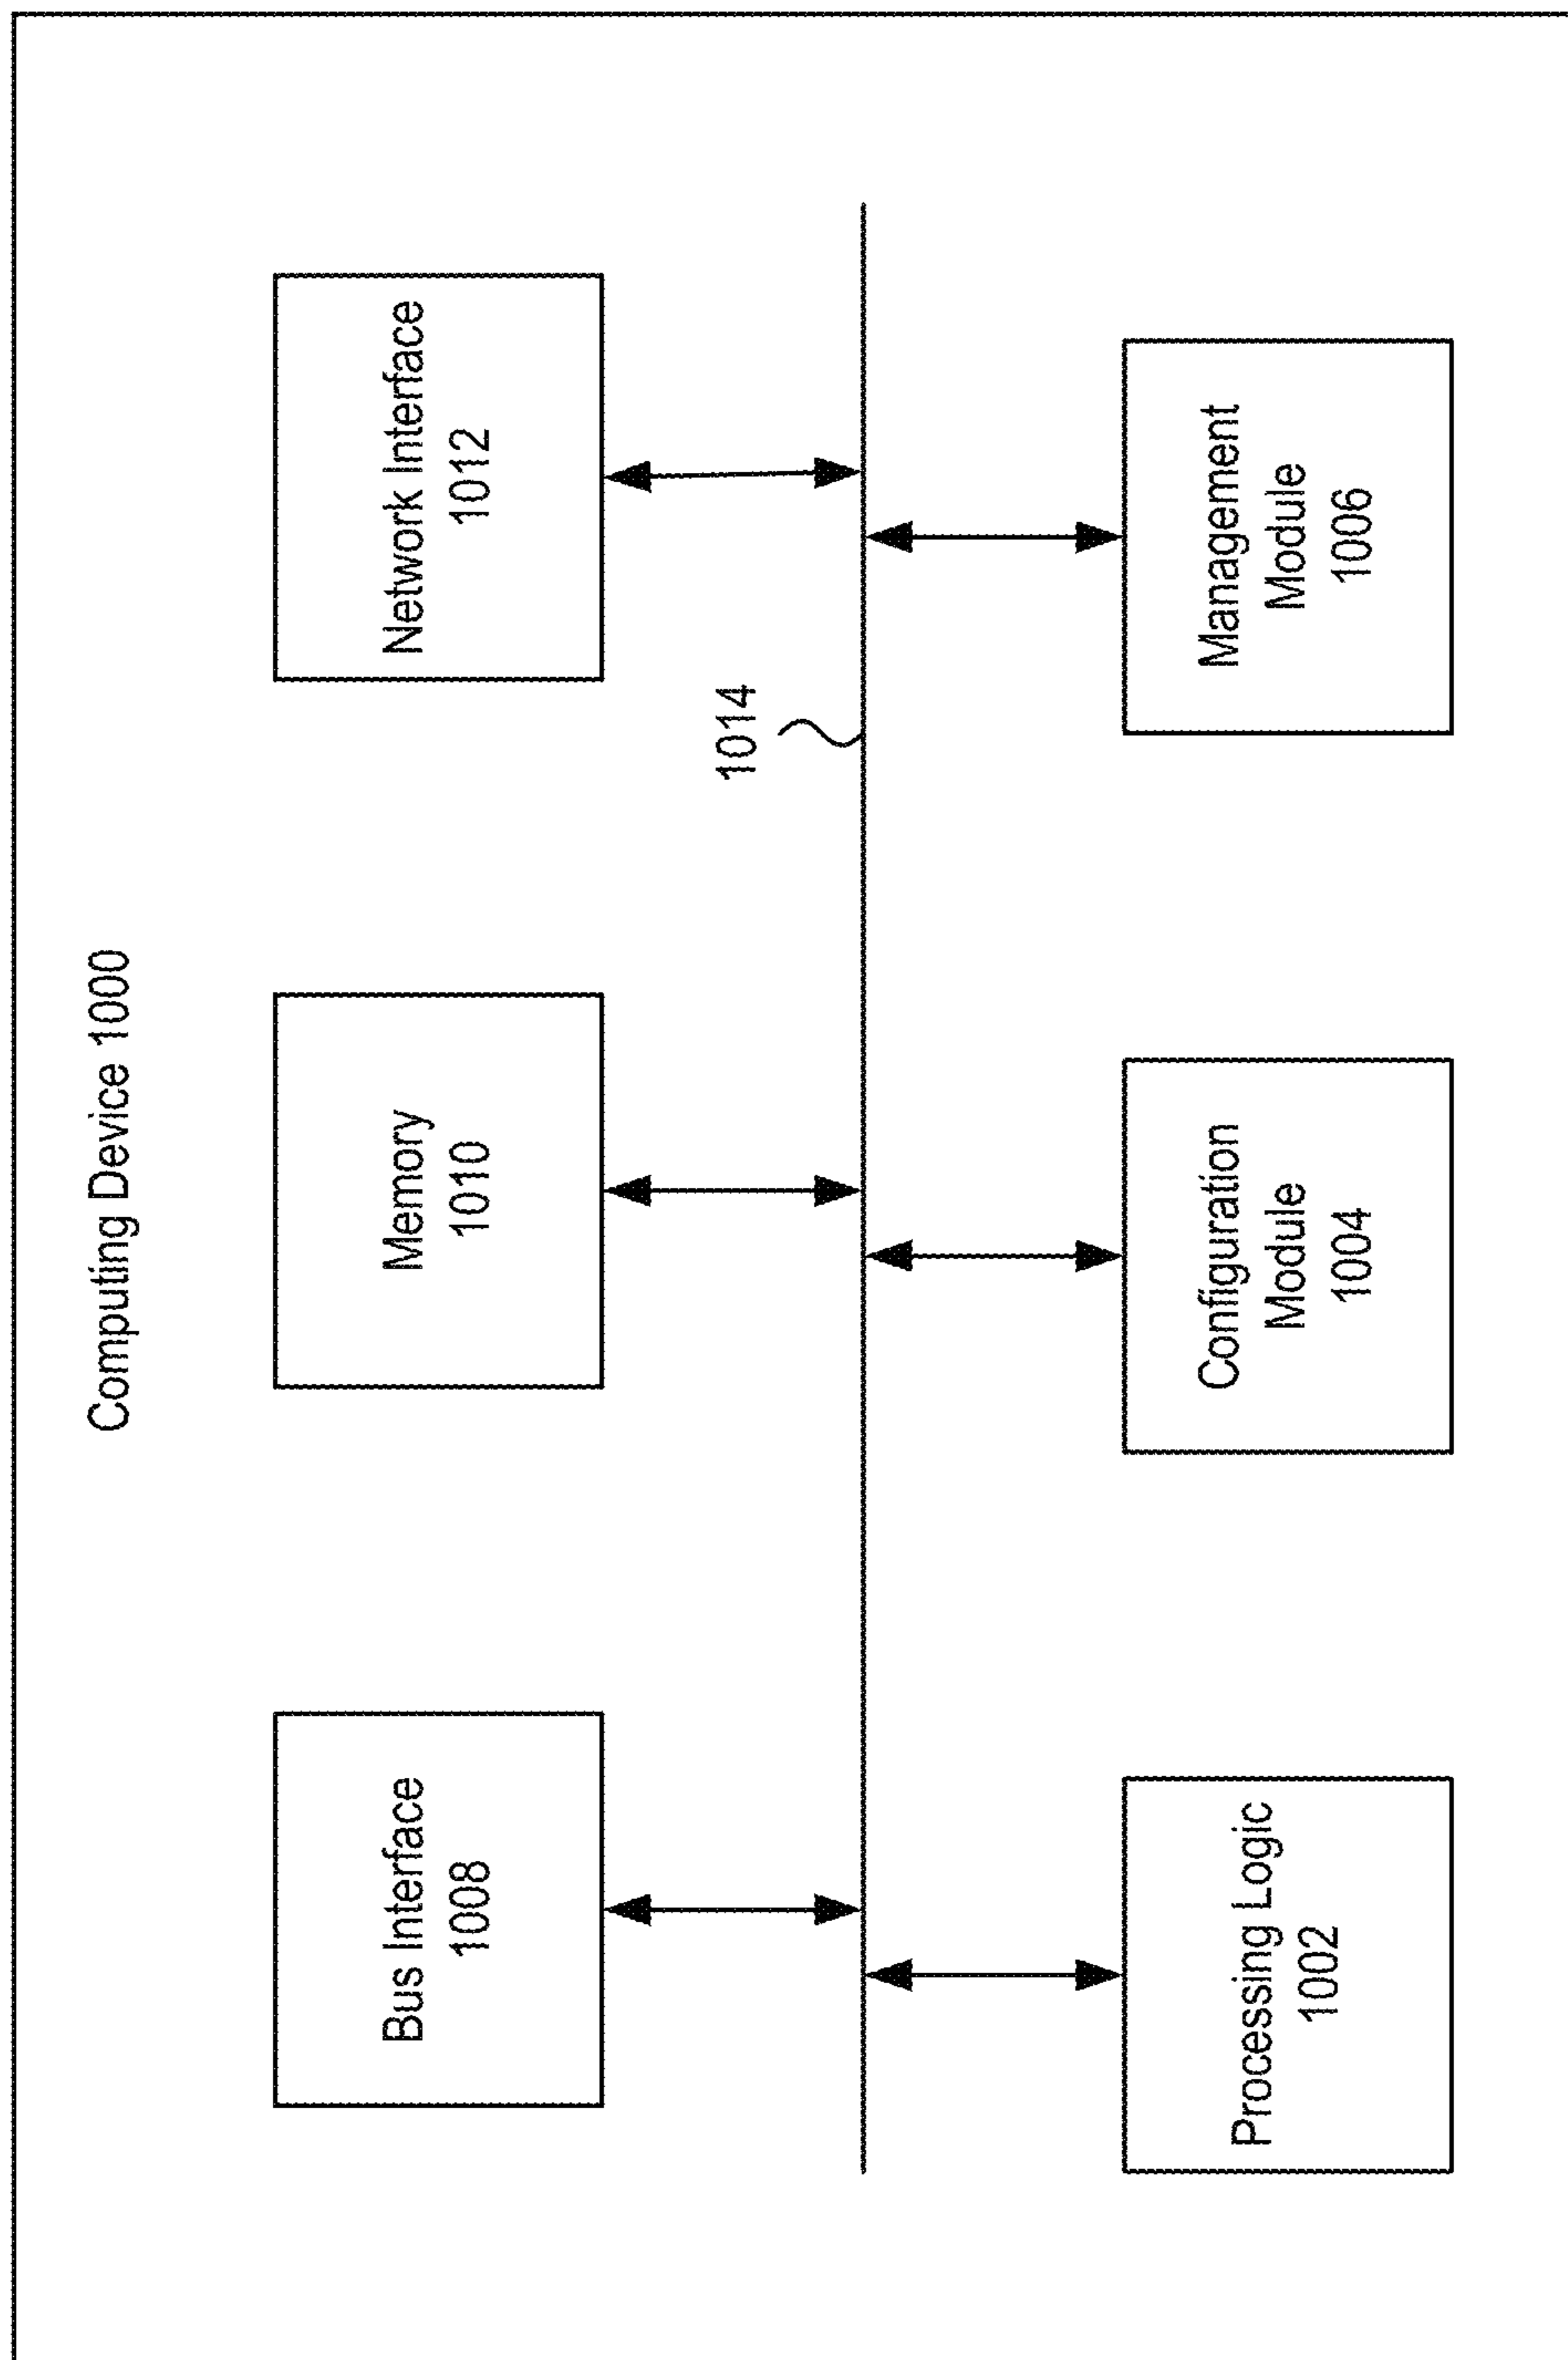 Computing Device 1000
Bus Interface
1008
Memory
1010
Network Interface
1012
1014
Processing Logic
1002
Configuration
Module
1004
Management
Module
1006